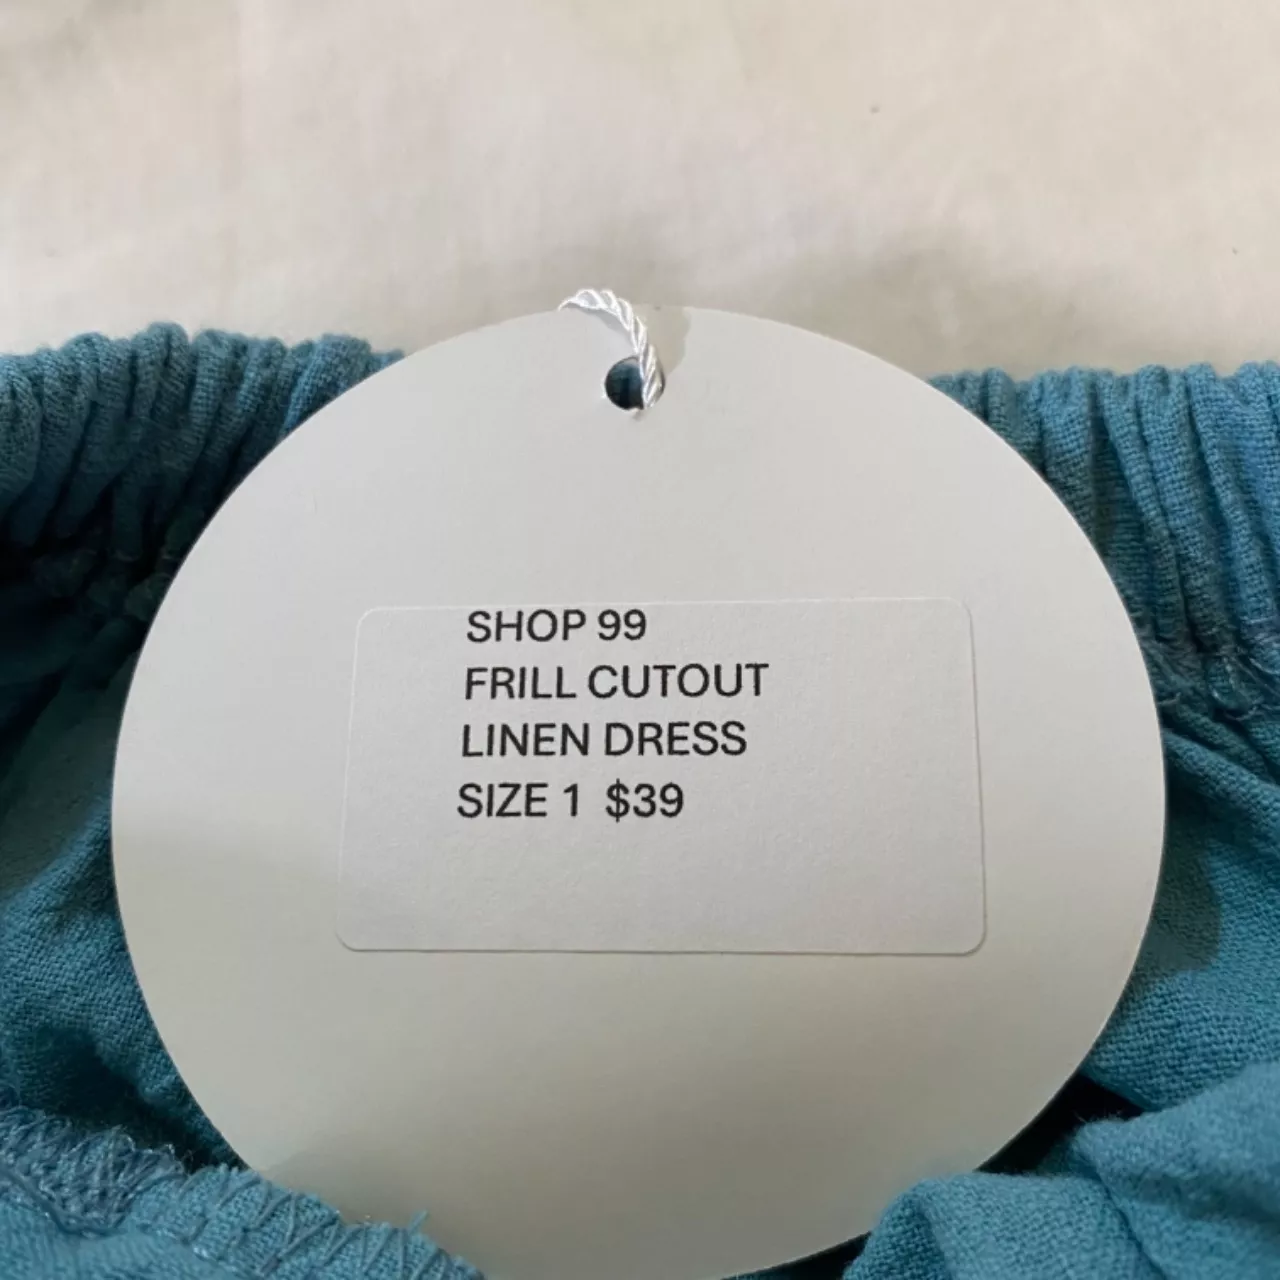 SHOP 99
FRILL CUTOUT
LINEN DRESS
SIZE 1 $39